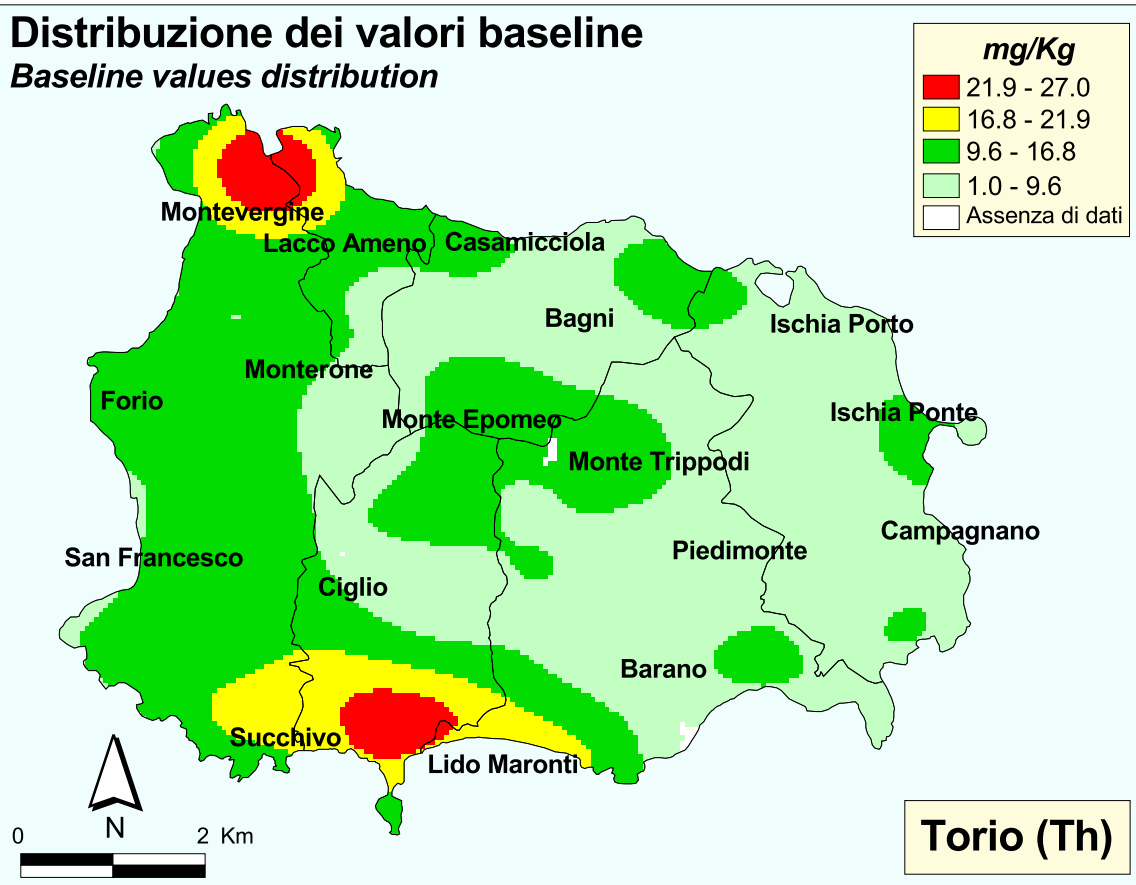 Distribuzione dei valori baseline
Baseline values distribution
mg/Kg
21.9 - 27.0
16.8 - 21.9
9.6 - 16.8
1.0 - 9.6
Assenza di dati
Montevergine
Lacco Ameno
Casamicciola
Bagni
Ischia Porto
Monterone
Forio
Monte Epomeo
Ischia Ponte
Monte Trippodi
Campagnano
San Francesco
Piedimonte
Ciglio
Barano
Succhivo
Lido Maronti
N
0 2 Km
Torio (Th)